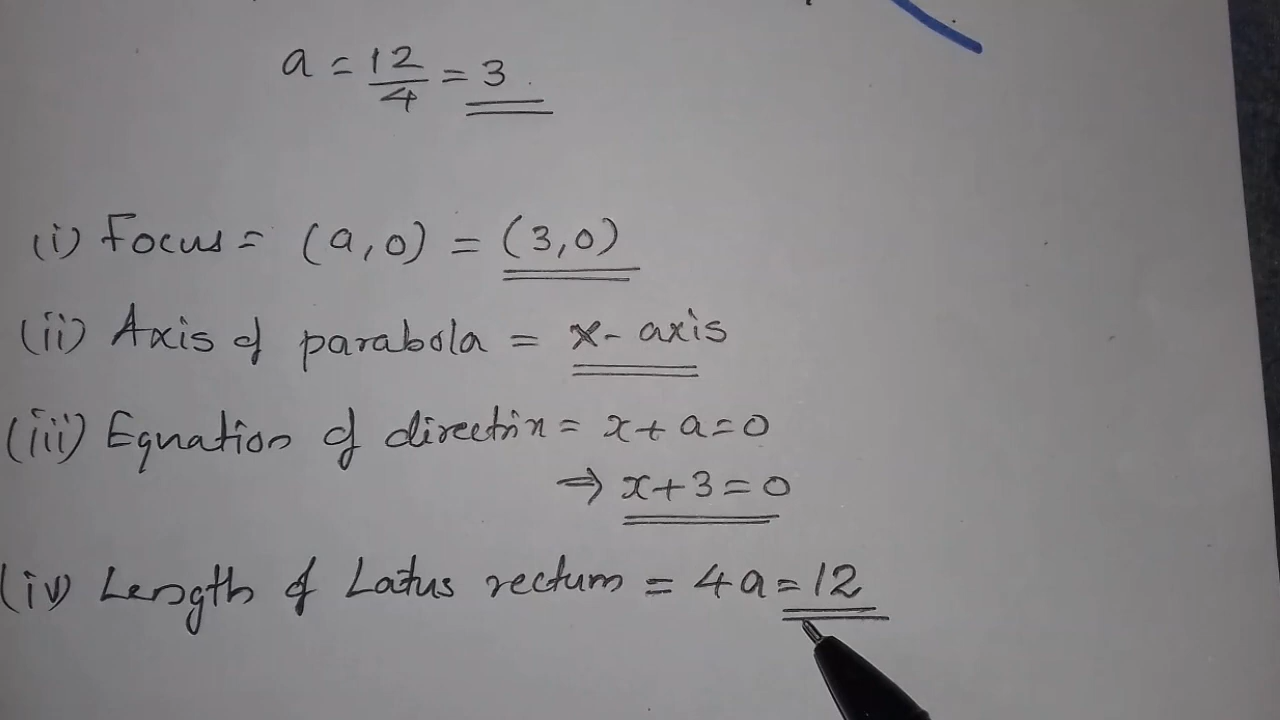 a = 12/4 = 3
(i) Focus = (a,0) = (3,0)
(ii) Axis of parabola = x-axis
(iii) Equation of directrix = x+a=0
⇒ x+3=0
(iv) Length of Latus rectum = 4a=12